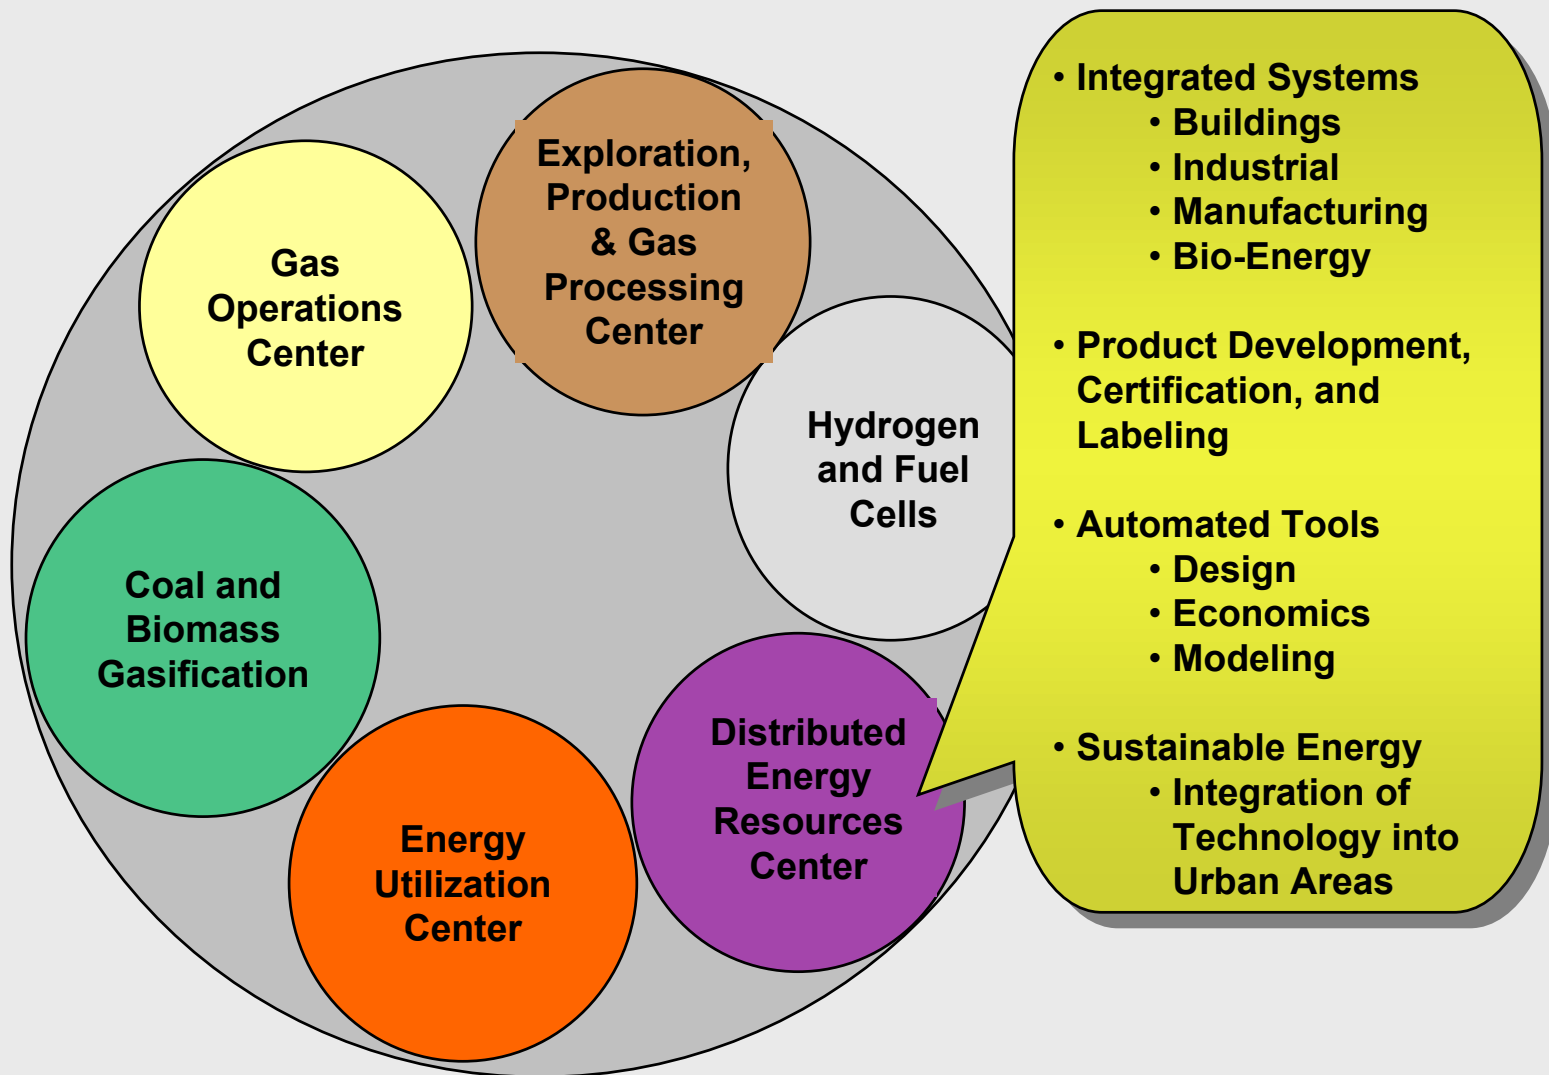 Exploration,
Production
& Gas
Processing
Center
Gas
Operations
Center
Hydrogen
and Fuel
Cells
Coal and
Biomass
Gasification
Distributed
Energy
Resources
Center
Energy
Utilization
Center
• Integrated Systems
• Buildings
• Industrial
• Manufacturing
• Bio-Energy
• Product Development,
Certification, and
Labeling
• Automated Tools
• Design
• Economics
• Modeling
• Sustainable Energy
• Integration of
Technology into
Urban Areas